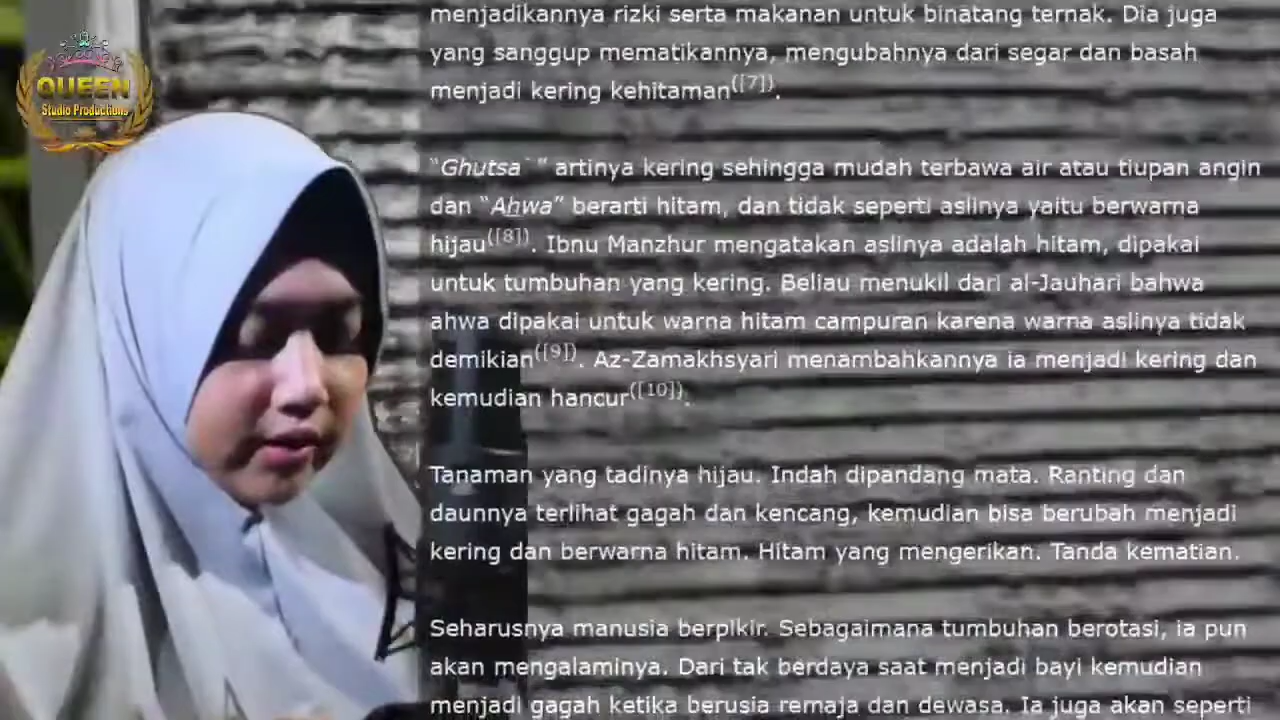 QUEEN
Studio Productions
menjadikannya rizki serta makanan untuk binatang ternak. Dia juga
yang sanggup mematikannya, mengubahnya dari segar dan basah
menjadi kering kehitaman([7]).
“Ghutsa`” artinya kering sehingga mudah terbawa air atau tiupan angin
dan “Ahwa” berarti hitam, dan tidak seperti aslinya yaitu berwarna
hijau([8]). Ibnu Manzhur mengatakan aslinya adalah hitam, dipakai
untuk tumbuhan yang kering. Beliau menukil dari al-Jauhari bahwa
ahwa dipakai untuk warna hitam campuran karena warna aslinya tidak
demikian([9]). Az-Zamakhsyari menambahkannya ia menjadi kering dan
kemudian hancur([10]).
Tanaman yang tadinya hijau. Indah dipandang mata. Ranting dan
daunnya terlihat gagah dan kencang, kemudian bisa berubah menjadi
kering dan berwarna hitam. Hitam yang mengerikan. Tanda kematian.
Seharusnya manusia berpikir. Sebagaimana tumbuhan berotasi, ia pun
akan mengalaminya. Dari tak berdaya saat menjadi bayi kemudian
menjadi gagah ketika berusia remaja dan dewasa. Ia juga akan seperti